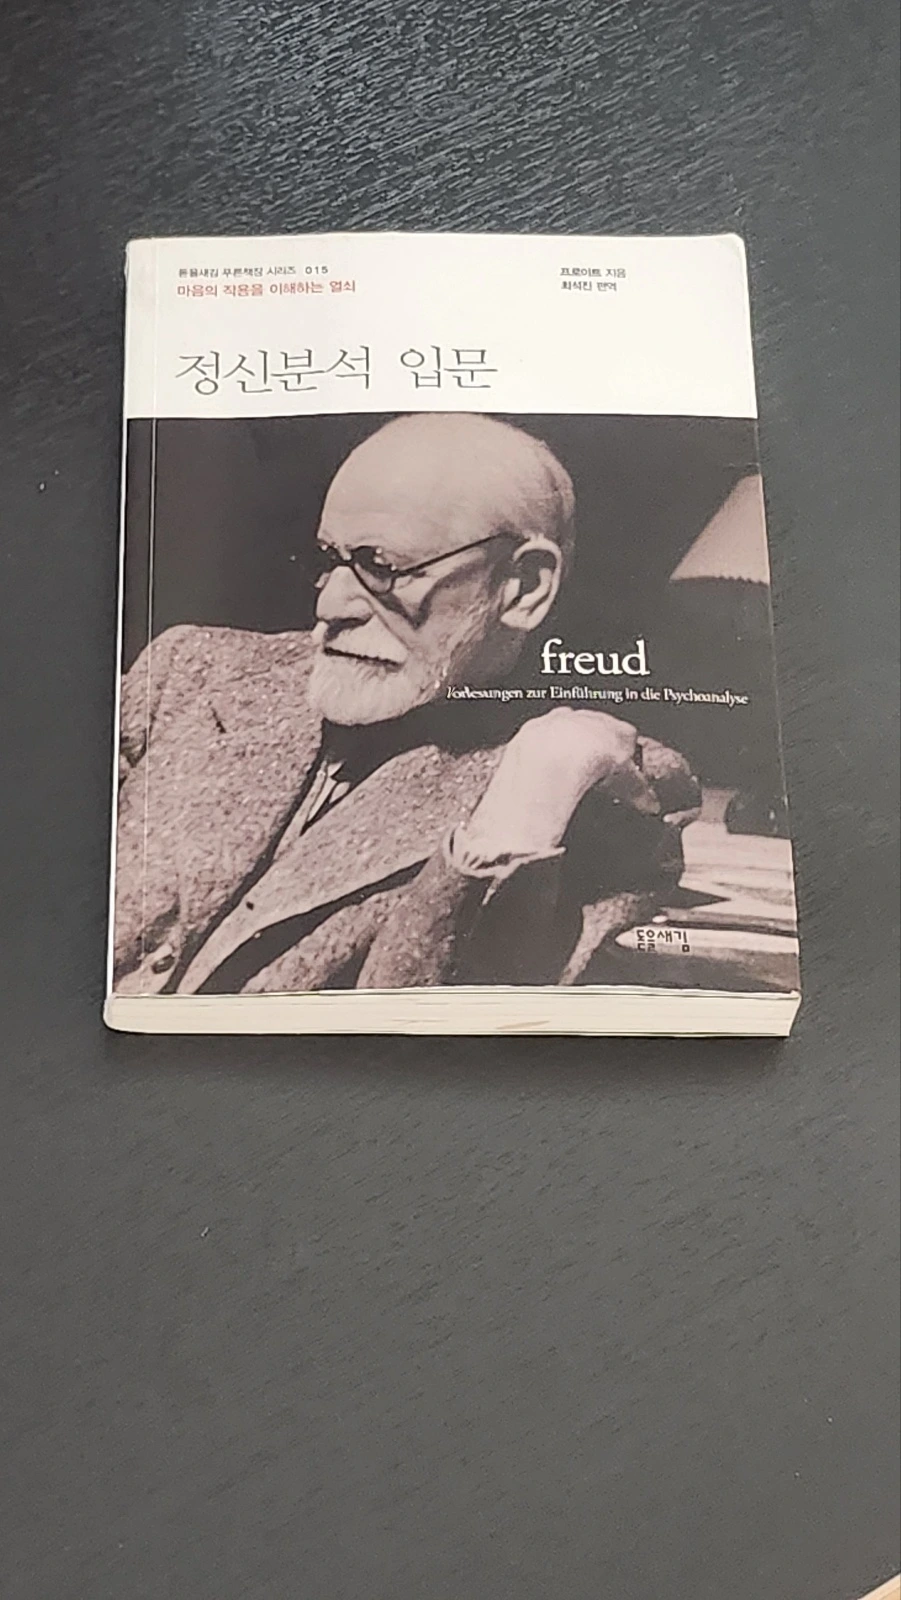 돋을새김 푸른책장 시리즈 015
마음의 작용을 이해하는 열쇠
프로이트 지음
최석진 편역
정신분석 입문
freud
Vorlesungen zur Einführung in die Psychoanalyse
돋을새김